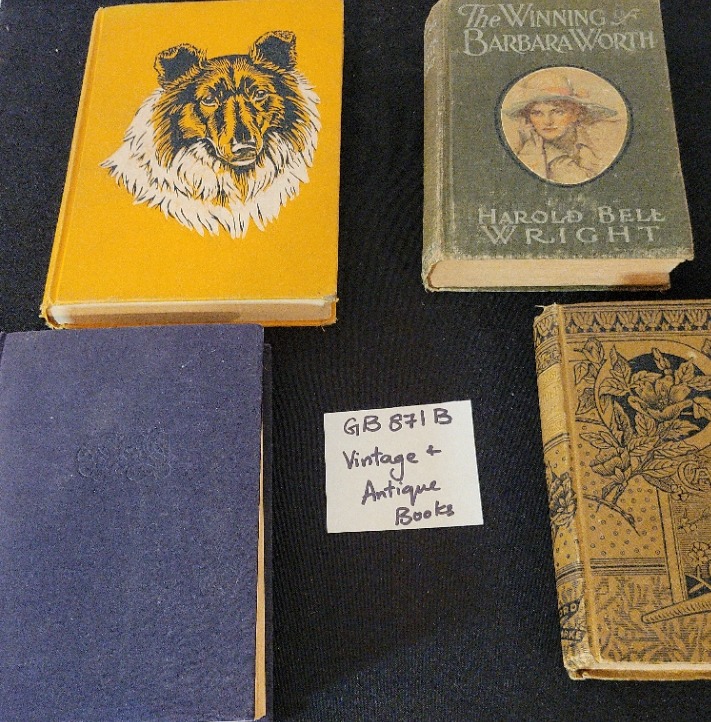 The WINNING of
BARBARA WORTH
HAROLD BELL
WRIGHT
GB 871 B
Vintage +
Antique
Books